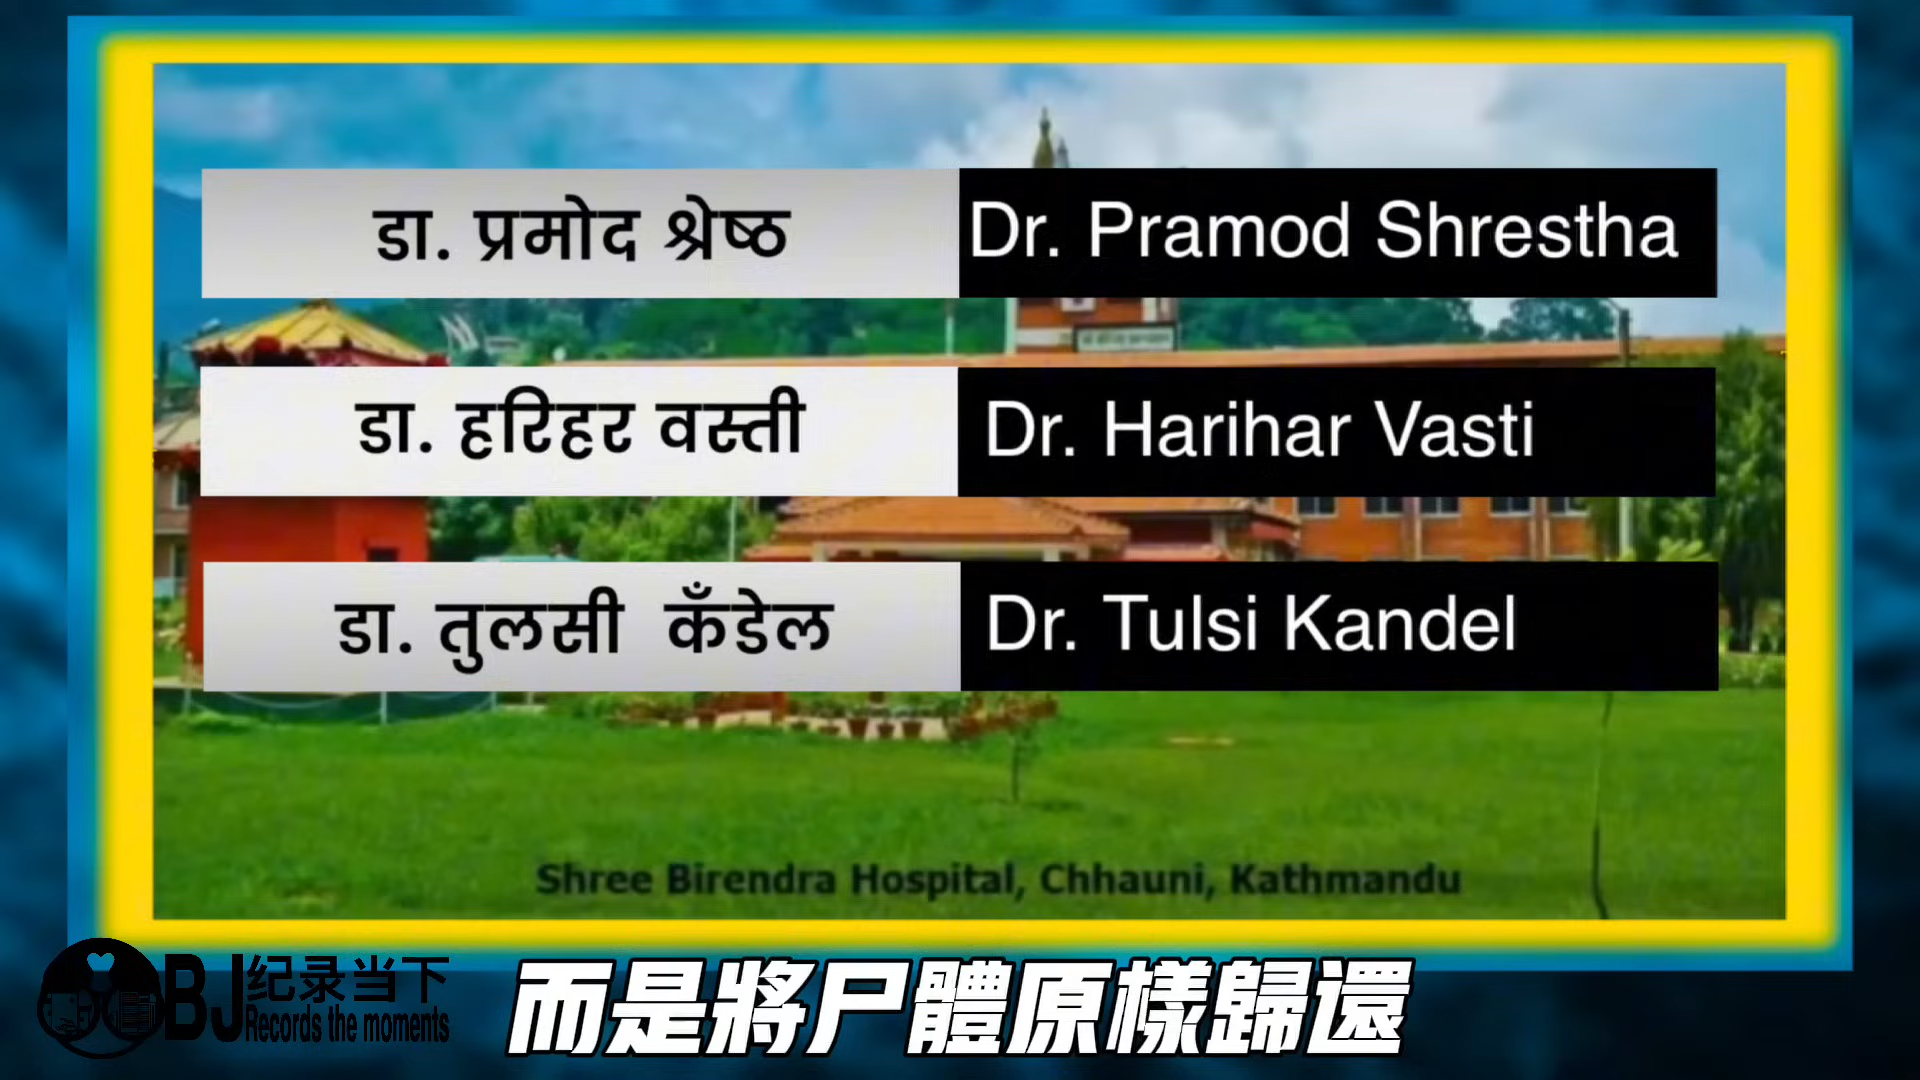 डा. प्रमोद श्रेष्ठ
Dr. Pramod Shrestha
डा. हरिहर वस्ती
Dr. Harihar Vasti
डा. तुलसी कँडेल
Dr. Tulsi Kandel
Shree Birendra Hospital, Chhauni, Kathmandu
BJ纪录当下
Records the moments
而是將尸體原樣歸還